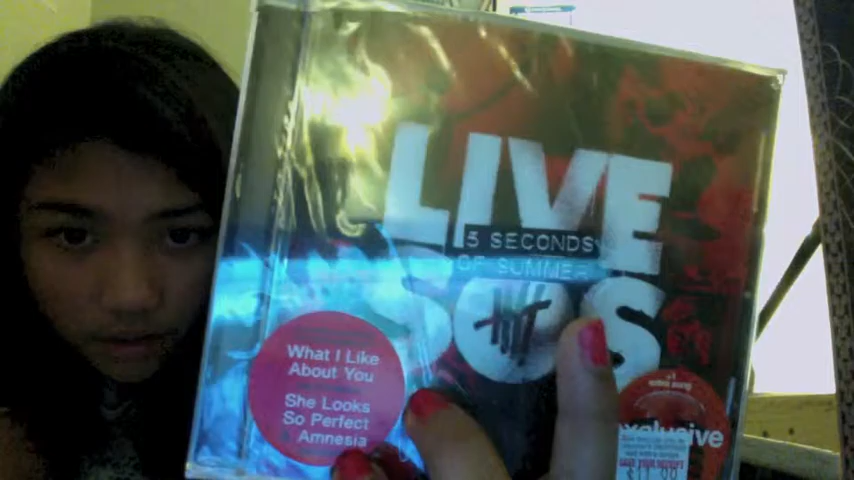 LIVE
5 SECONDS
OF SUMMER
SOS
What I Like
About You
She Looks
So Perfect
Amnesia
exclusive